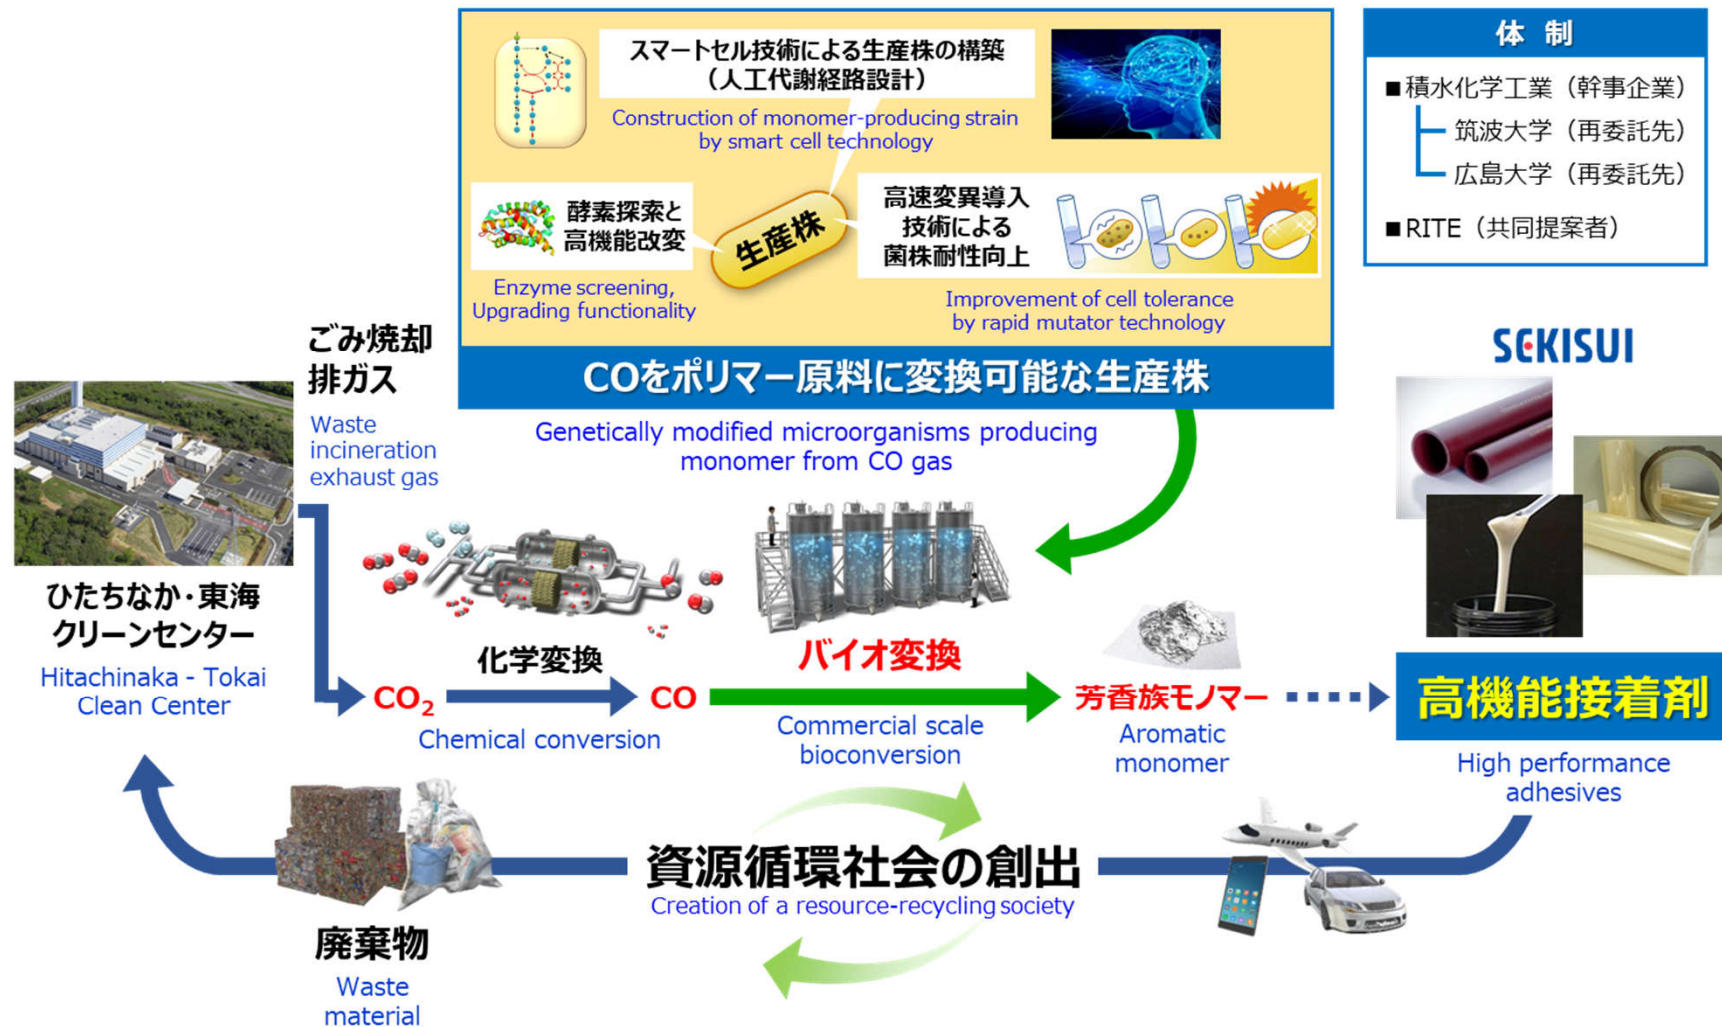 スマートセル技術による生産株の構築
（人工代謝経路設計）
Construction of monomer-producing strain
by smart cell technology
酵素探索と
高機能改変
Enzyme screening,
Upgrading functionality
生産株
高速変異導入
技術による
菌株耐性向上
Improvement of cell tolerance
by rapid mutator technology
COをポリマー原料に変換可能な生産株
Genetically modified microorganisms producing
monomer from CO gas
体 制
■積水化学工業（幹事企業）
筑波大学（再委託先）
広島大学（再委託先）
■RITE（共同提案者）
SEKISUI
ごみ焼却
排ガス
Waste
incineration
exhaust gas
ひたちなか・東海
クリーンセンター
Hitachinaka - Tokai
Clean Center
CO₂
化学変換
Chemical conversion
CO
バイオ変換
Commercial scale
bioconversion
芳香族モノマー
Aromatic
monomer
高機能接着剤
High performance
adhesives
資源循環社会の創出
Creation of a resource-recycling society
廃棄物
Waste
material